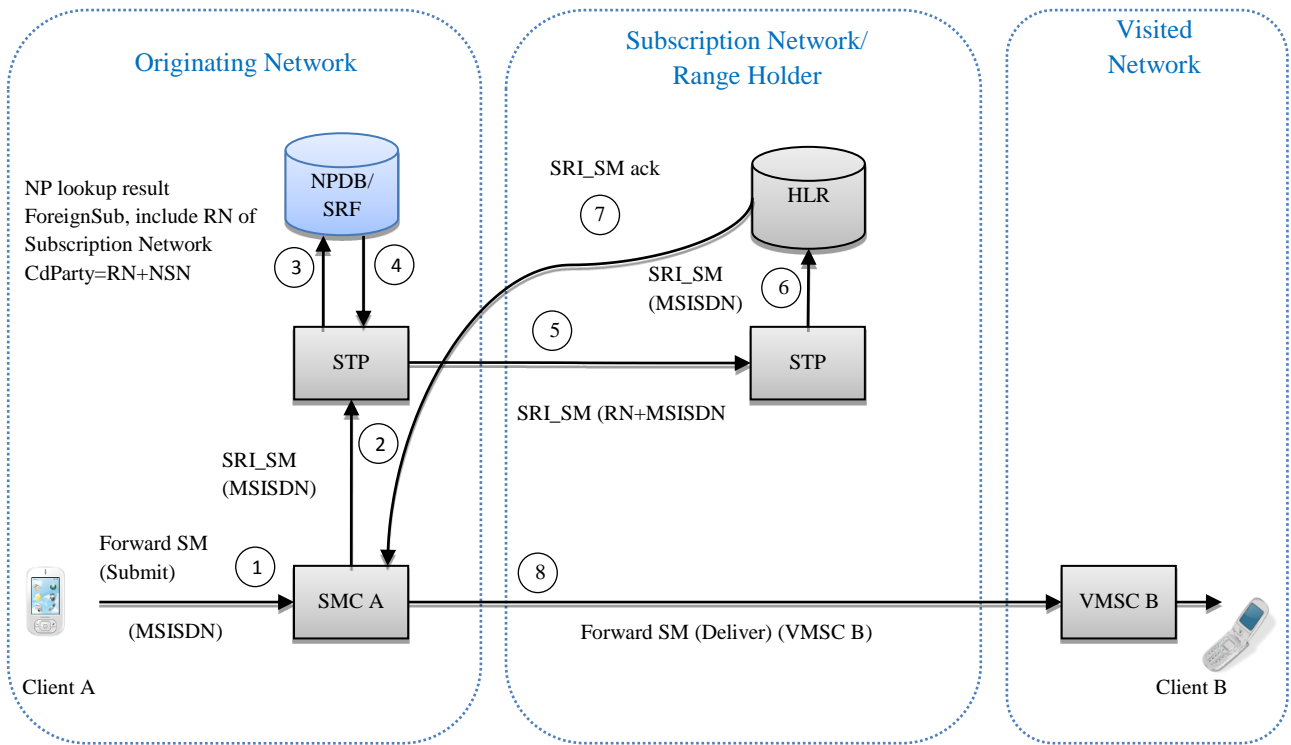 Originating Network
Subscription Network/
Range Holder
Visited
Network
NP lookup result
ForeignSub, include RN of
Subscription Network
CdParty=RN+NSN
NPDB/
SRF
3
4
SRI_SM ack
7
HLR
SRI_SM
(MSISDN)
6
STP
5
STP
SRI_SM (RN+MSISDN
2
SRI_SM
(MSISDN)
Forward SM
(Submit)
1
(MSISDN)
SMC A
8
Forward SM (Deliver) (VMSC B)
VMSC B
Client A
Client B